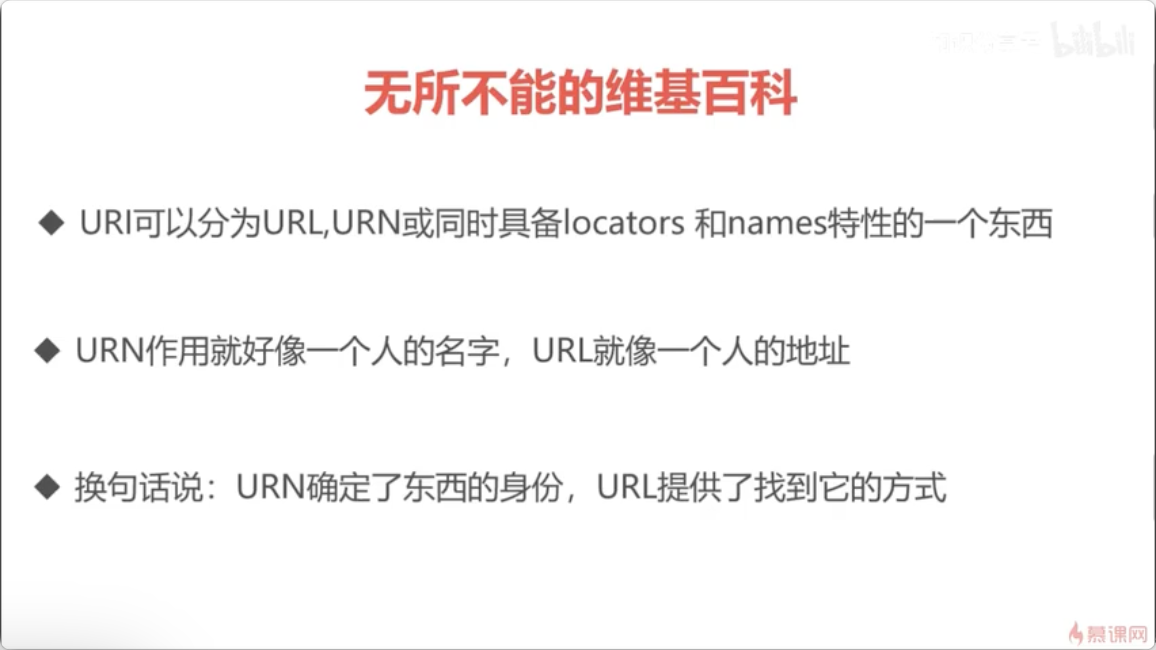 bilibili
无所不能的维基百科
◆ URI可以分为URL,URN或同时具备locators 和names特性的一个东西
◆ URN作用就好像一个人的名字，URL就像一个人的地址
◆ 换句话说：URN确定了东西的身份，URL提供了找到它的方式
慕课网